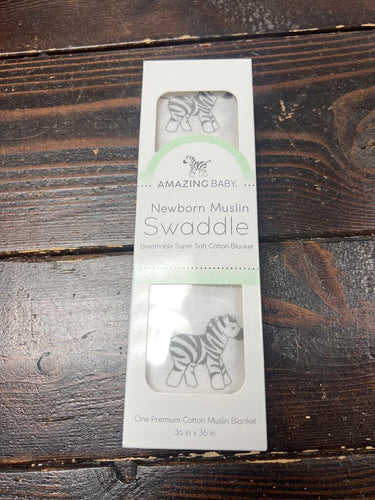 AMAZING BABY.
Newborn Muslin
Swaddle
Breathable Super Soft Cotton Blanket
One Premium Cotton Muslin Blanket
36 in x 36 in